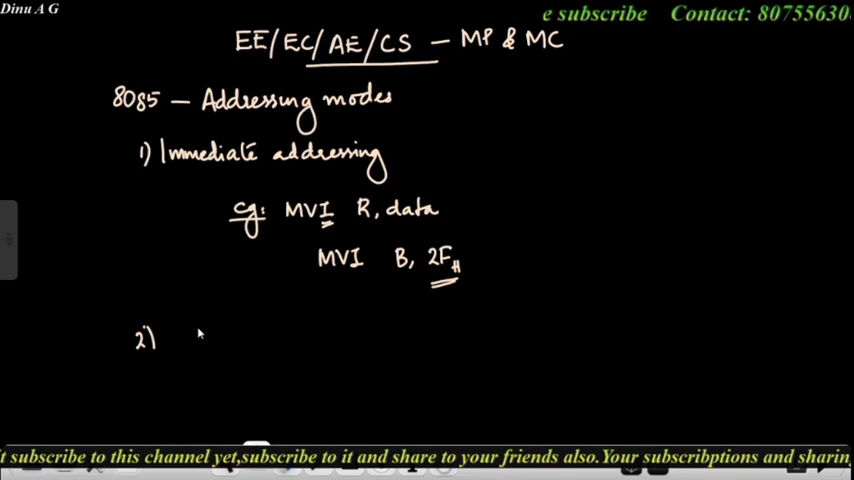 Dinu A G
e subscribe Contact: 80755630
EE/EC/AE/CS - MP & MC
8085 - Addressing modes
1) Immediate addressing
eg: MVI R, data
MVI B, 2FH
2)
t subscribe to this channel yet,subscribe to it and share to your friends also.Your subscribptions and sharing